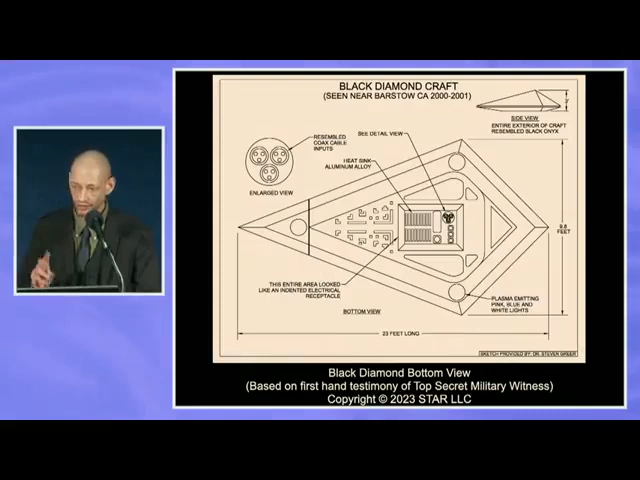 BLACK DIAMOND CRAFT
(SEEN NEAR BARSTOW CA 2000-2001)
SIDE VIEW
ENTIRE EXTERIOR OF CRAFT
RESEMBLED BLACK ONYX
RESEMBLED
COAX CABLE
INPUTS
SEE DETAIL VIEW
HEAT SINK
ALUMINUM ALLOY
ENLARGED VIEW
9.8
FEET
THIS ENTIRE AREA LOOKED
LIKE AN INDENTED ELECTRICAL
RECEPTACLE
PLASMA EMITTING
PINK, BLUE AND
WHITE LIGHTS
BOTTOM VIEW
23 FEET LONG
SKETCH PROVIDED BY: DR. STEVEN GREER
Black Diamond Bottom View
(Based on first hand testimony of Top Secret Military Witness)
Copyright © 2023 STAR LLC